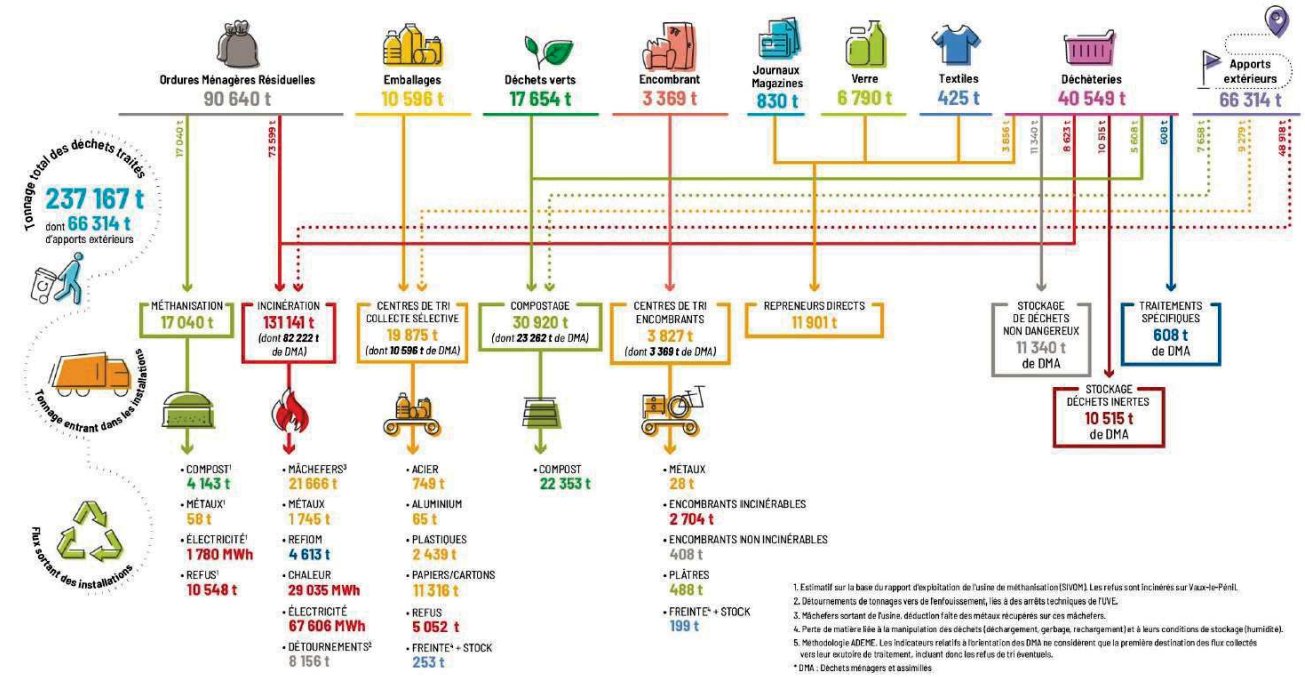 Ordures Ménagères Résiduelles
90 640 t
Emballages
10 596 t
Déchets verts
17 654 t
Encombrant
3 369 t
Journaux
Magazines
830 t
Verre
6 790 t
Textiles
425 t
Déchèteries
40 549 t
Apports
extérieurs
66 314 t
17 040 t
73 599 t
3 856 t
11 340 t
8 623 t
10 515 t
5 608 t
608 t
7 658 t
9 279 t
48 918 t
Tonnage total des déchets traités
237 167 t
dont 66 314 t
d'apports extérieurs
Tonnage entrant dans les installations
MÉTHANISATION
17 040 t
INCINÉRATION
131 141 t
(dont 82 222 t
de DMA)
CENTRES DE TRI
COLLECTE SÉLECTIVE
19 875 t
(dont 10 596 t de DMA)
COMPOSTAGE
30 920 t
(dont 23 262 t de DMA)
CENTRES DE TRI
ENCOMBRANTS
3 827 t
(dont 3 369 t de DMA)
REPRENEURS DIRECTS
11 901 t
STOCKAGE
DE DÉCHETS
NON DANGEREUX
11 340 t
de DMA
STOCKAGE
DÉCHETS INERTES
10 515 t
de DMA
TRAITEMENTS
SPÉCIFIQUES
608 t
de DMA
Flux sortant des installations
• COMPOST¹
4 143 t
• MÉTAUX¹
58 t
• ÉLECTRICITÉ¹
1 780 MWh
• REFUS¹
10 548 t
• MÂCHEFERS³
21 666 t
• MÉTAUX
1 745 t
• REFIOM
4 613 t
• CHALEUR
29 035 MWh
• ÉLECTRICITÉ
67 606 MWh
• DÉTOURNEMENTS²
8 156 t
• ACIER
749 t
• ALUMINIUM
65 t
• PLASTIQUES
2 439 t
• PAPIERS/CARTONS
11 316 t
• REFUS
5 052 t
• FREINTE⁴ + STOCK
253 t
• COMPOST
22 353 t
• MÉTAUX
28 t
• ENCOMBRANTS INCINÉRABLES
2 704 t
• ENCOMBRANTS NON INCINÉRABLES
408 t
• PLÂTRES
488 t
• FREINTE⁴ + STOCK
199 t
1. Estimatif sur la base du rapport d'exploitation de l'usine de méthanisation (SIVOM). Les refus sont incinérés sur Vaux-le-Pénil.
2. Détournements de tonnages vers de l'enfouissement, liés à des arrêts techniques de l'UVE.
3. Mâchefers sortant de l'usine, déduction faite des métaux récupérés sur ces mâchefers.
4. Perte de matière liée à la manipulation des déchets (déchargement, gerbage, rechargement) et à leurs conditions de stockage (humidité).
5. Méthodologie ADEME. Les indicateurs relatifs à l'orientation des DMA ne considèrent que la première destination des flux collectés
vers leur exutoire de traitement, incluant donc les refus de tri éventuels.
* DMA : Déchets ménagers et assimilés